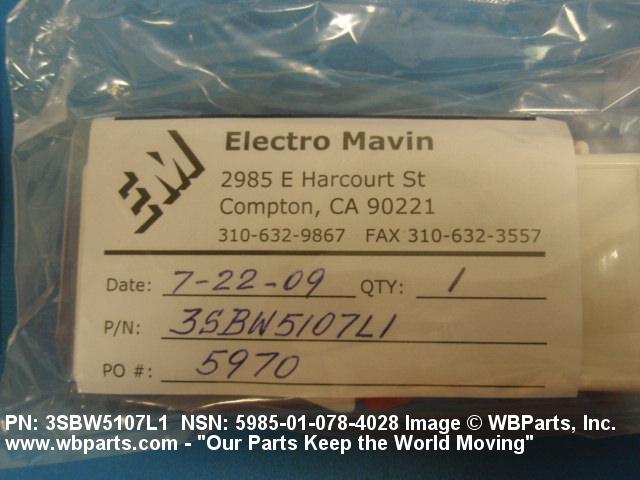 EM
Electro Mavin
2985 E Harcourt St
Compton, CA 90221
310-632-9867 FAX 310-632-3557
Date: 7-22-09 QTY: 1
P/N: 3SBW5107L1
PO #: 5970
PN: 3SBW5107L1 NSN: 5985-01-078-4028 Image © WBParts, Inc.
www.wbparts.com - "Our Parts Keep the World Moving"